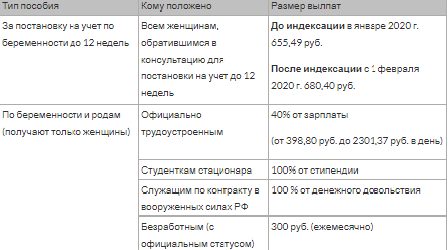 Тип пособия Кому положено Размер выплат
За постановку на учет по
беременности до 12 недель
Всем женщинам,
обратившимся в
консультацию для
постановки на учет до 12
недель
До индексации в январе 2020 г.
655,49 руб.
После индексации с 1 февраля
2020 г. 680,40 руб.
По беременности и родам
(получают только женщины)
Официально
трудоустроенным
40% от зарплаты
(от 398,80 руб. до 2301,37 руб. в день)
Студенткам стационара
100% от стипендии
Служащим по контракту в
вооруженных силах РФ
100 % от денежного довольствия
Безработным (с
официальным статусом)
300 руб. (ежемесячно)